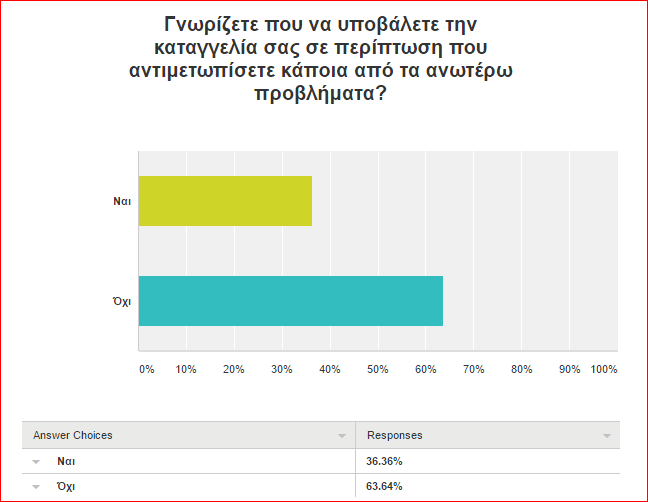 Γνωρίζετε που να υποβάλετε την
καταγγελία σας σε περίπτωση που
αντιμετωπίσετε κάποια από τα ανωτέρω
προβλήματα?
Ναι
Όχι
0% 10% 20% 30% 40% 50% 60% 70% 80% 90% 100%
Answer Choices Responses
Ναι 36.36%
Όχι 63.64%